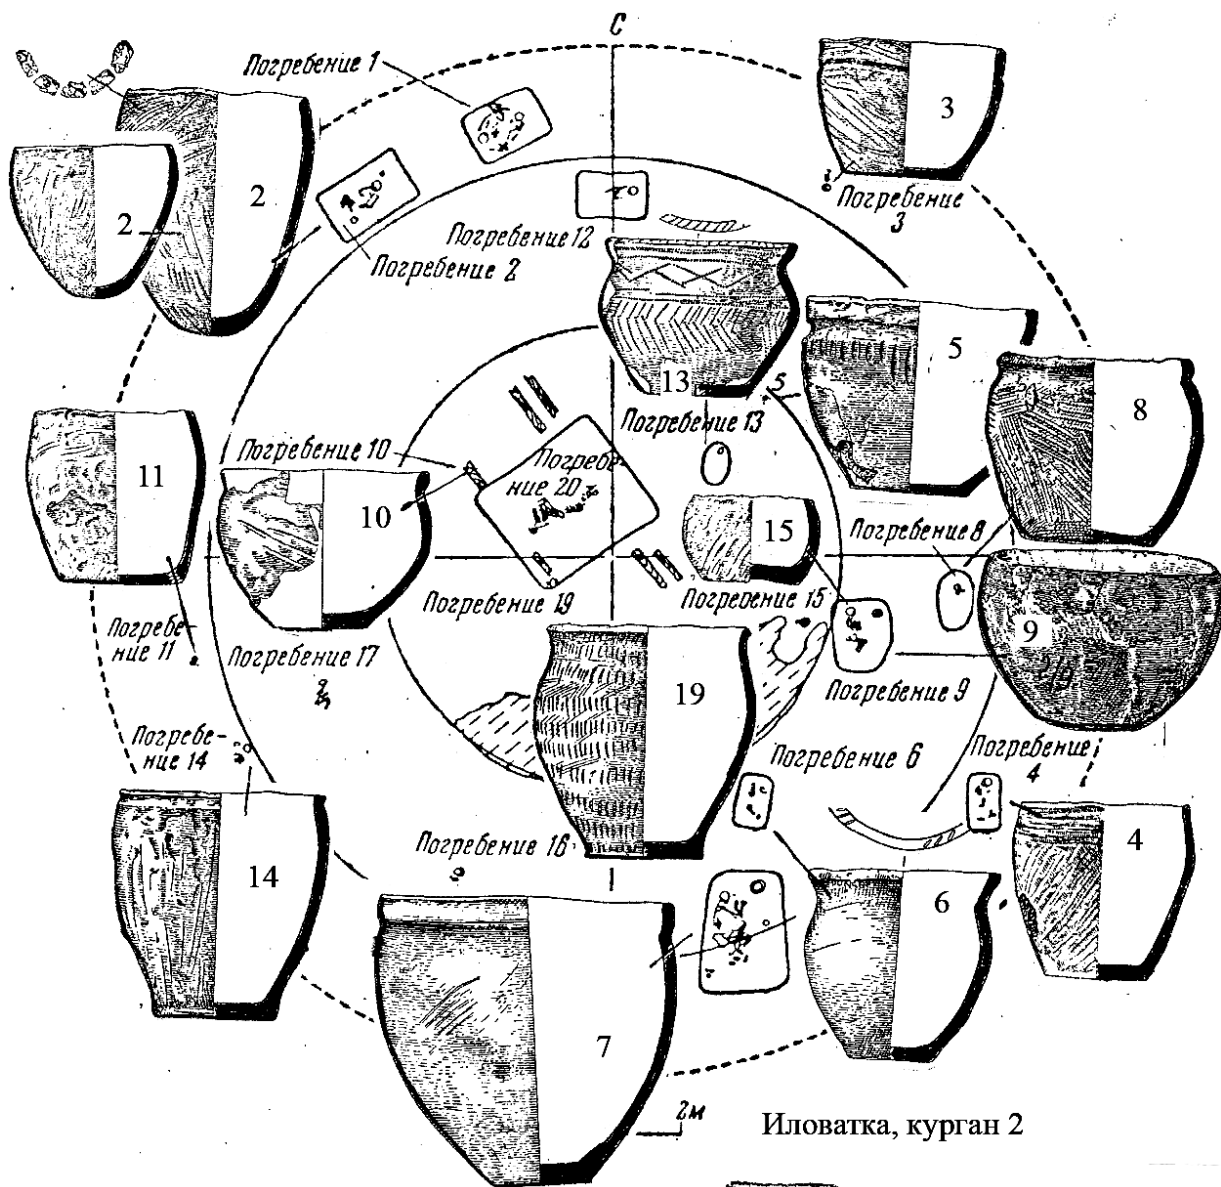 С
Погребение 1
3
2
2
Погребение
3
Погребение 12
Погребение 2
13
5
5
8
Погребение 13
11
Погребение 10
Погребе-
ние 20
10
15
Погребение 8
Погребение 19
Погребение 15
Погребе-
ние 11
Погребение 17
9
19
Погребение 9
Погребе-
ние 14
Погребение 6
Погребение
4
Погребение 16
14
4
6
7
2м
Иловатка, курган 2